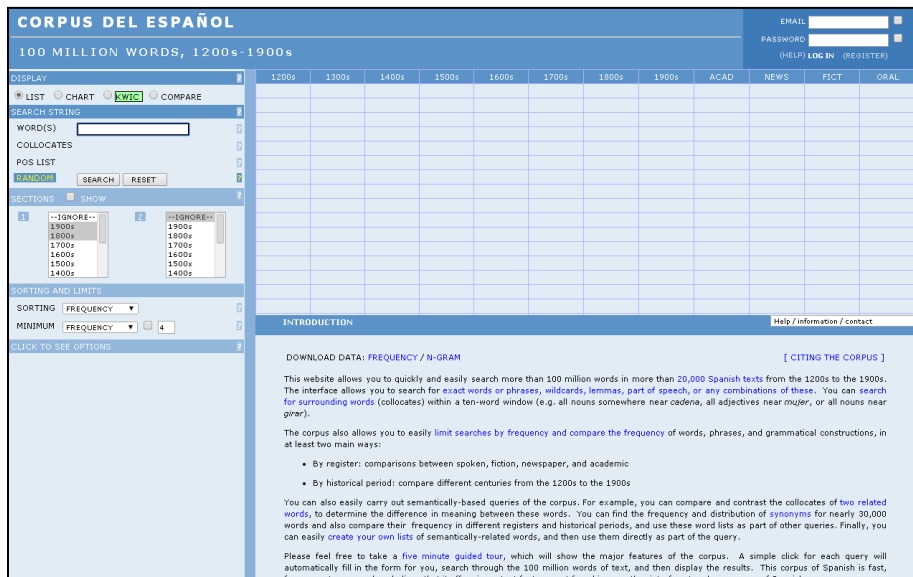 CORPUS DEL ESPAÑOL
100 MILLION WORDS, 1200s-1900s
EMAIL
PASSWORD
(HELP) LOG IN (REGISTER)
DISPLAY ?
LIST CHART KWIC COMPARE
SEARCH STRING ?
WORD(S) ?
COLLOCATES ?
POS LIST ?
RANDOM SEARCH RESET ?
SECTIONS SHOW ?
1 2
--IGNORE-- --IGNORE--
1900s 1900s
1800s 1800s
1700s 1700s
1600s 1600s
1500s 1500s
1400s 1400s
SORTING AND LIMITS
SORTING FREQUENCY ?
MINIMUM FREQUENCY 4 ?
CLICK TO SEE OPTIONS ?
1200s 1300s 1400s 1500s 1600s 1700s 1800s 1900s ACAD NEWS FICT ORAL
INTRODUCTION Help / information / contact
DOWNLOAD DATA: FREQUENCY / N-GRAM [ CITING THE CORPUS ]
This website allows you to quickly and easily search more than 100 million words in more than 20,000 Spanish texts from the 1200s to the 1900s.
The interface allows you to search for exact words or phrases, wildcards, lemmas, part of speech, or any combinations of these. You can search
for surrounding words (collocates) within a ten-word window (e.g. all nouns somewhere near cadena, all adjectives near mujer, or all nouns near
girar).
The corpus also allows you to easily limit searches by frequency and compare the frequency of words, phrases, and grammatical constructions, in
at least two main ways:
• By register: comparisons between spoken, fiction, newspaper, and academic
• By historical period: compare different centuries from the 1200s to the 1900s
You can also easily carry out semantically-based queries of the corpus. For example, you can compare and contrast the collocates of two related
words, to determine the difference in meaning between these words. You can find the frequency and distribution of synonyms for nearly 30,000
words and also compare their frequency in different registers and historical periods, and use these word lists as part of other queries. Finally, you
can easily create your own lists of semantically-related words, and then use them directly as part of the query.
Please feel free to take a five minute guided tour, which will show the major features of the corpus. A simple click for each query will
automatically fill in the form for you, search through the 100 million words of text, and then display the results. This corpus of Spanish is fast,